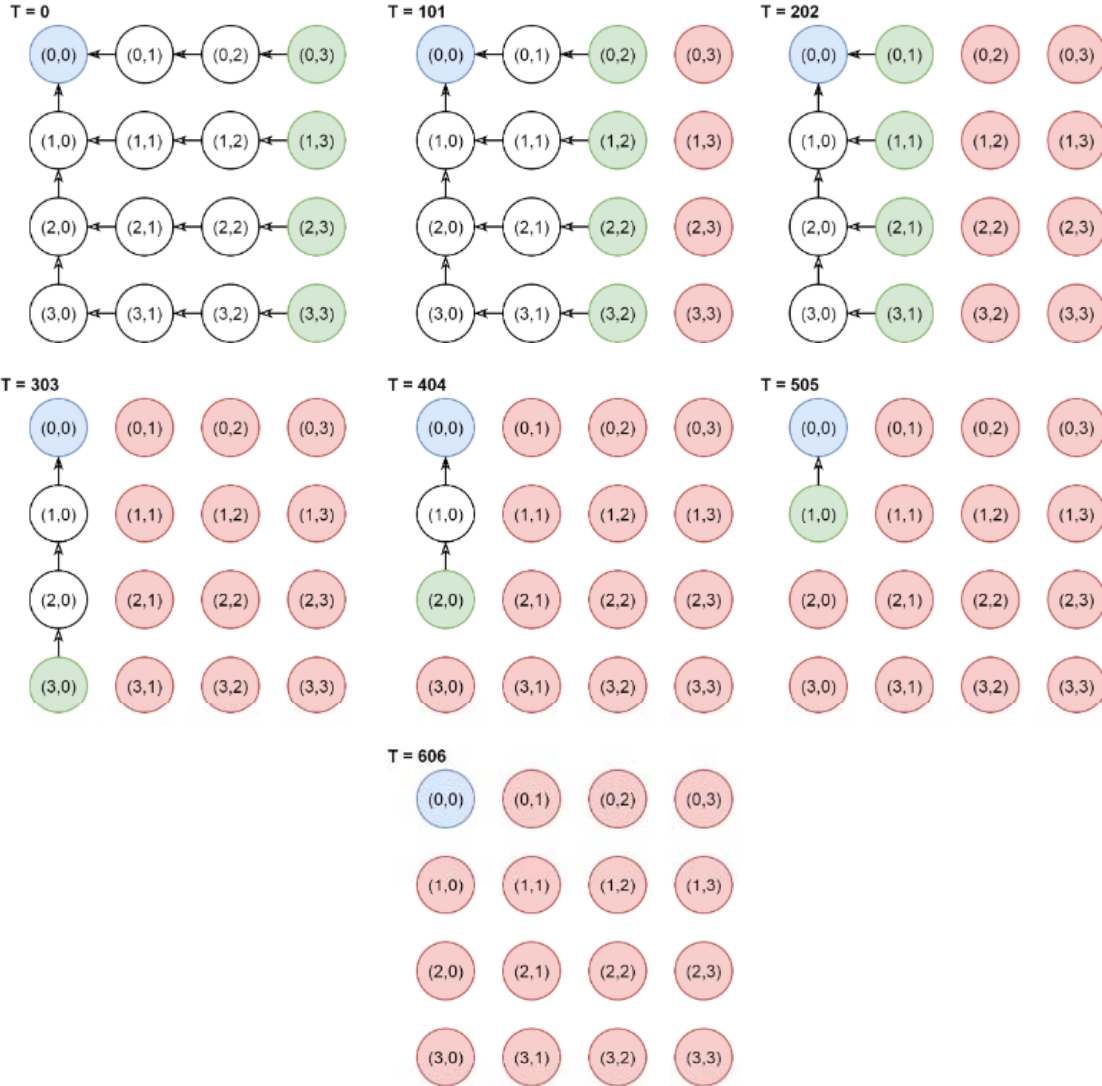 T = 0
(0,0) (0,1) (0,2) (0,3)
(1,0) (1,1) (1,2) (1,3)
(2,0) (2,1) (2,2) (2,3)
(3,0) (3,1) (3,2) (3,3)
T = 101
(0,0) (0,1) (0,2) (0,3)
(1,0) (1,1) (1,2) (1,3)
(2,0) (2,1) (2,2) (2,3)
(3,0) (3,1) (3,2) (3,3)
T = 202
(0,0) (0,1) (0,2) (0,3)
(1,0) (1,1) (1,2) (1,3)
(2,0) (2,1) (2,2) (2,3)
(3,0) (3,1) (3,2) (3,3)
T = 303
(0,0) (0,1) (0,2) (0,3)
(1,0) (1,1) (1,2) (1,3)
(2,0) (2,1) (2,2) (2,3)
(3,0) (3,1) (3,2) (3,3)
T = 404
(0,0) (0,1) (0,2) (0,3)
(1,0) (1,1) (1,2) (1,3)
(2,0) (2,1) (2,2) (2,3)
(3,0) (3,1) (3,2) (3,3)
T = 505
(0,0) (0,1) (0,2) (0,3)
(1,0) (1,1) (1,2) (1,3)
(2,0) (2,1) (2,2) (2,3)
(3,0) (3,1) (3,2) (3,3)
T = 606
(0,0) (0,1) (0,2) (0,3)
(1,0) (1,1) (1,2) (1,3)
(2,0) (2,1) (2,2) (2,3)
(3,0) (3,1) (3,2) (3,3)